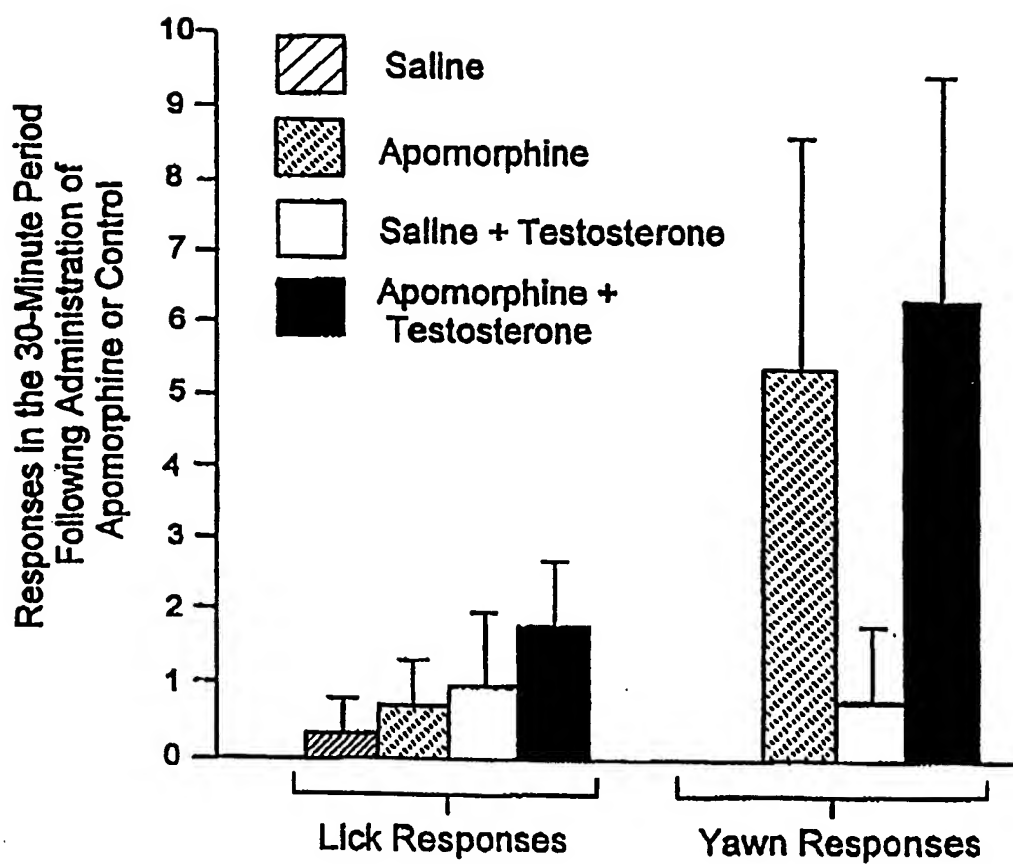 Responses in the 30-Minute Period
Following Administration of
Apomorphine or Control
10
9
8
7
6
5
4
3
2
1
0
Saline
Apomorphine
Saline + Testosterone
Apomorphine +
Testosterone
Lick Responses
Yawn Responses